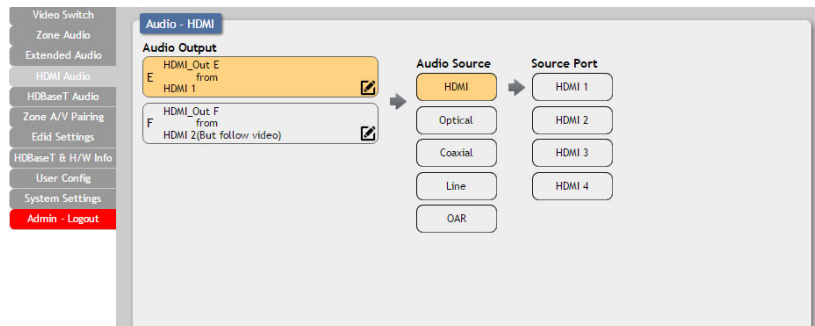 Video Switch
Zone Audio
Extended Audio
HDMI Audio
HDBaseT Audio
Zone A/V Pairing
Edid Settings
HDBaseT & H/W Info
User Config
System Settings
Admin - Logout
Audio - HDMI
Audio Output
HDMI_Out E
E from
HDMI 1
HDMI_Out F
F from
HDMI 2(But follow video)
Audio Source
HDMI
Optical
Coaxial
Line
OAR
Source Port
HDMI 1
HDMI 2
HDMI 3
HDMI 4